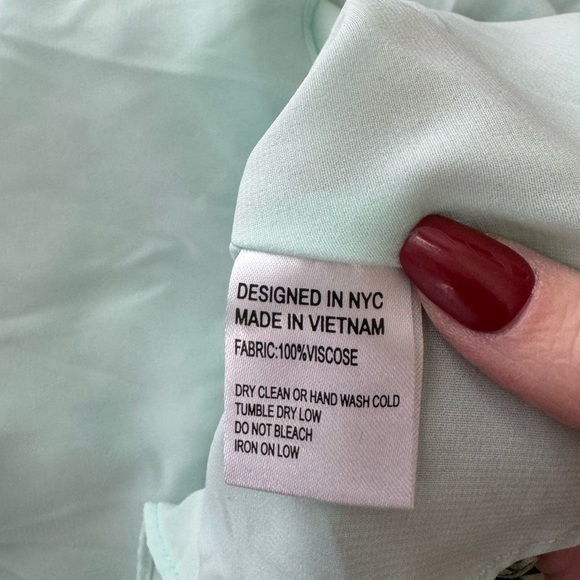 DESIGNED IN NYC
MADE IN VIETNAM
FABRIC:100%VISCOSE
DRY CLEAN OR HAND WASH COLD
TUMBLE DRY LOW
DO NOT BLEACH
IRON ON LOW